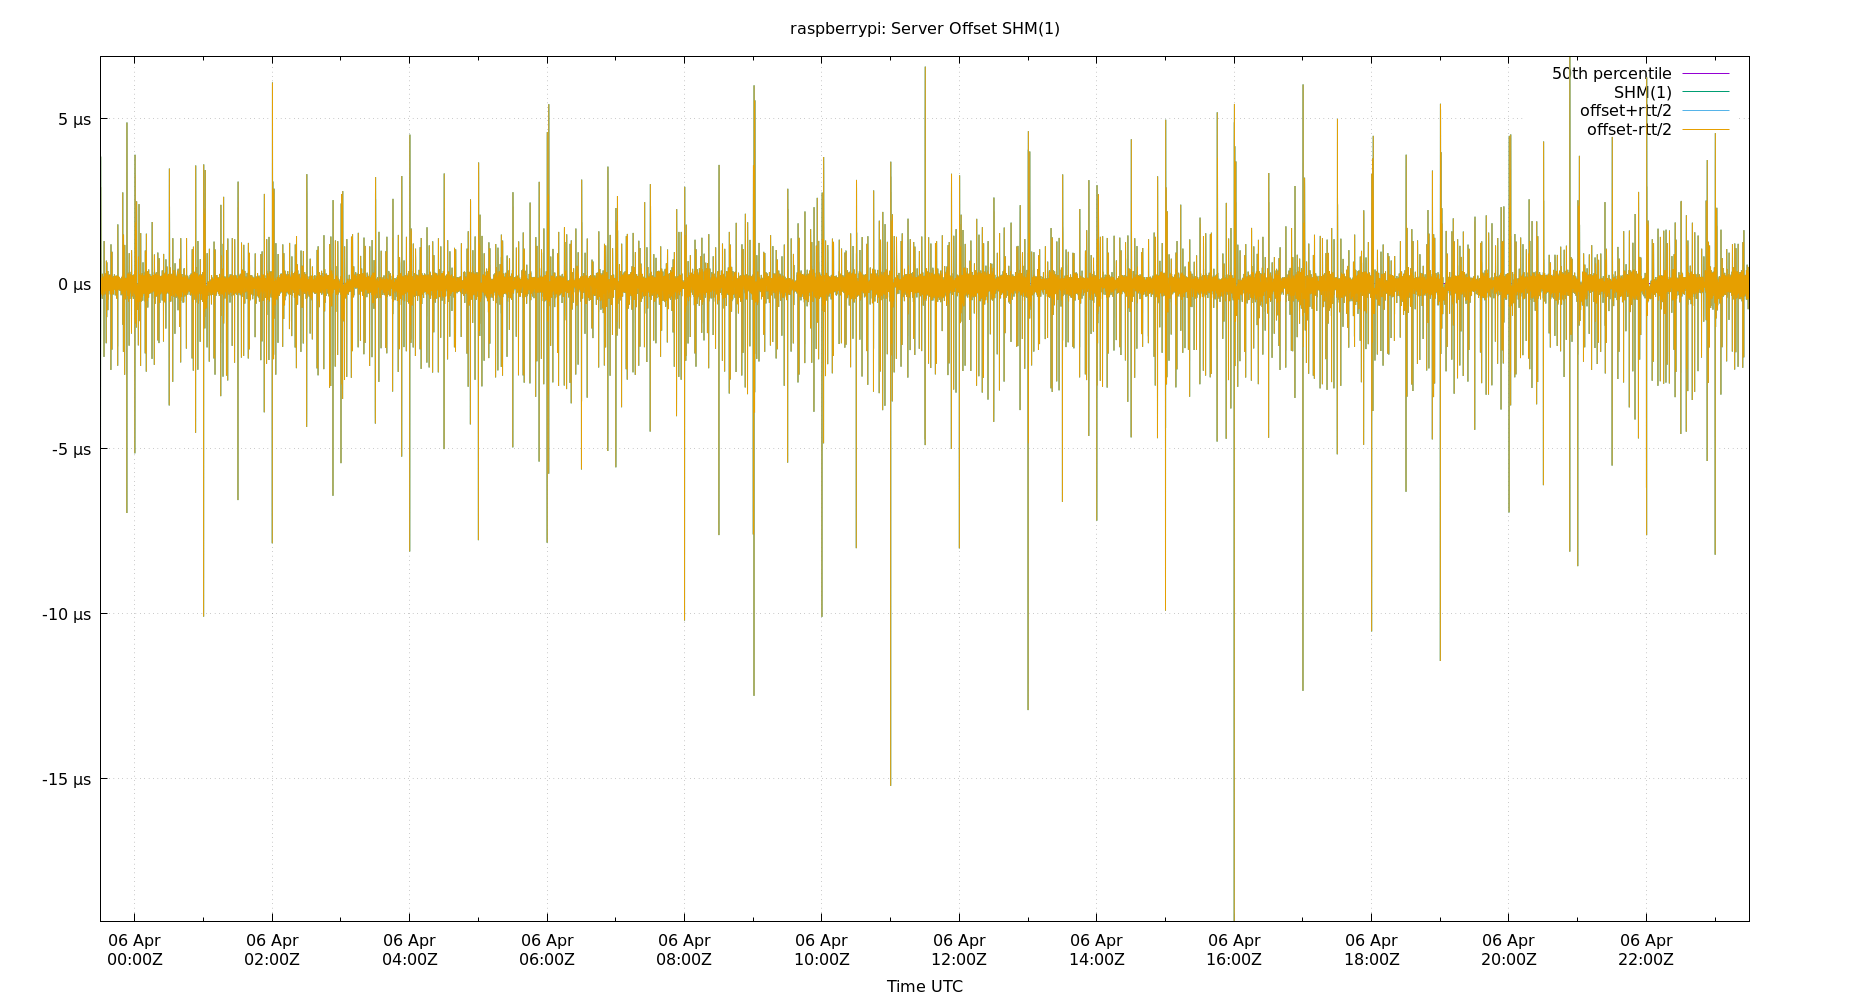 raspberrypi: Server Offset SHM(1)
50th percentile
SHM(1)
offset+rtt/2
offset-rtt/2
5 µs
0 µs
-5 µs
-10 µs
-15 µs
06 Apr 06 Apr 06 Apr 06 Apr 06 Apr 06 Apr 06 Apr 06 Apr 06 Apr 06 Apr 06 Apr 06 Apr
00:00Z 02:00Z 04:00Z 06:00Z 08:00Z 10:00Z 12:00Z 14:00Z 16:00Z 18:00Z 20:00Z 22:00Z
Time UTC